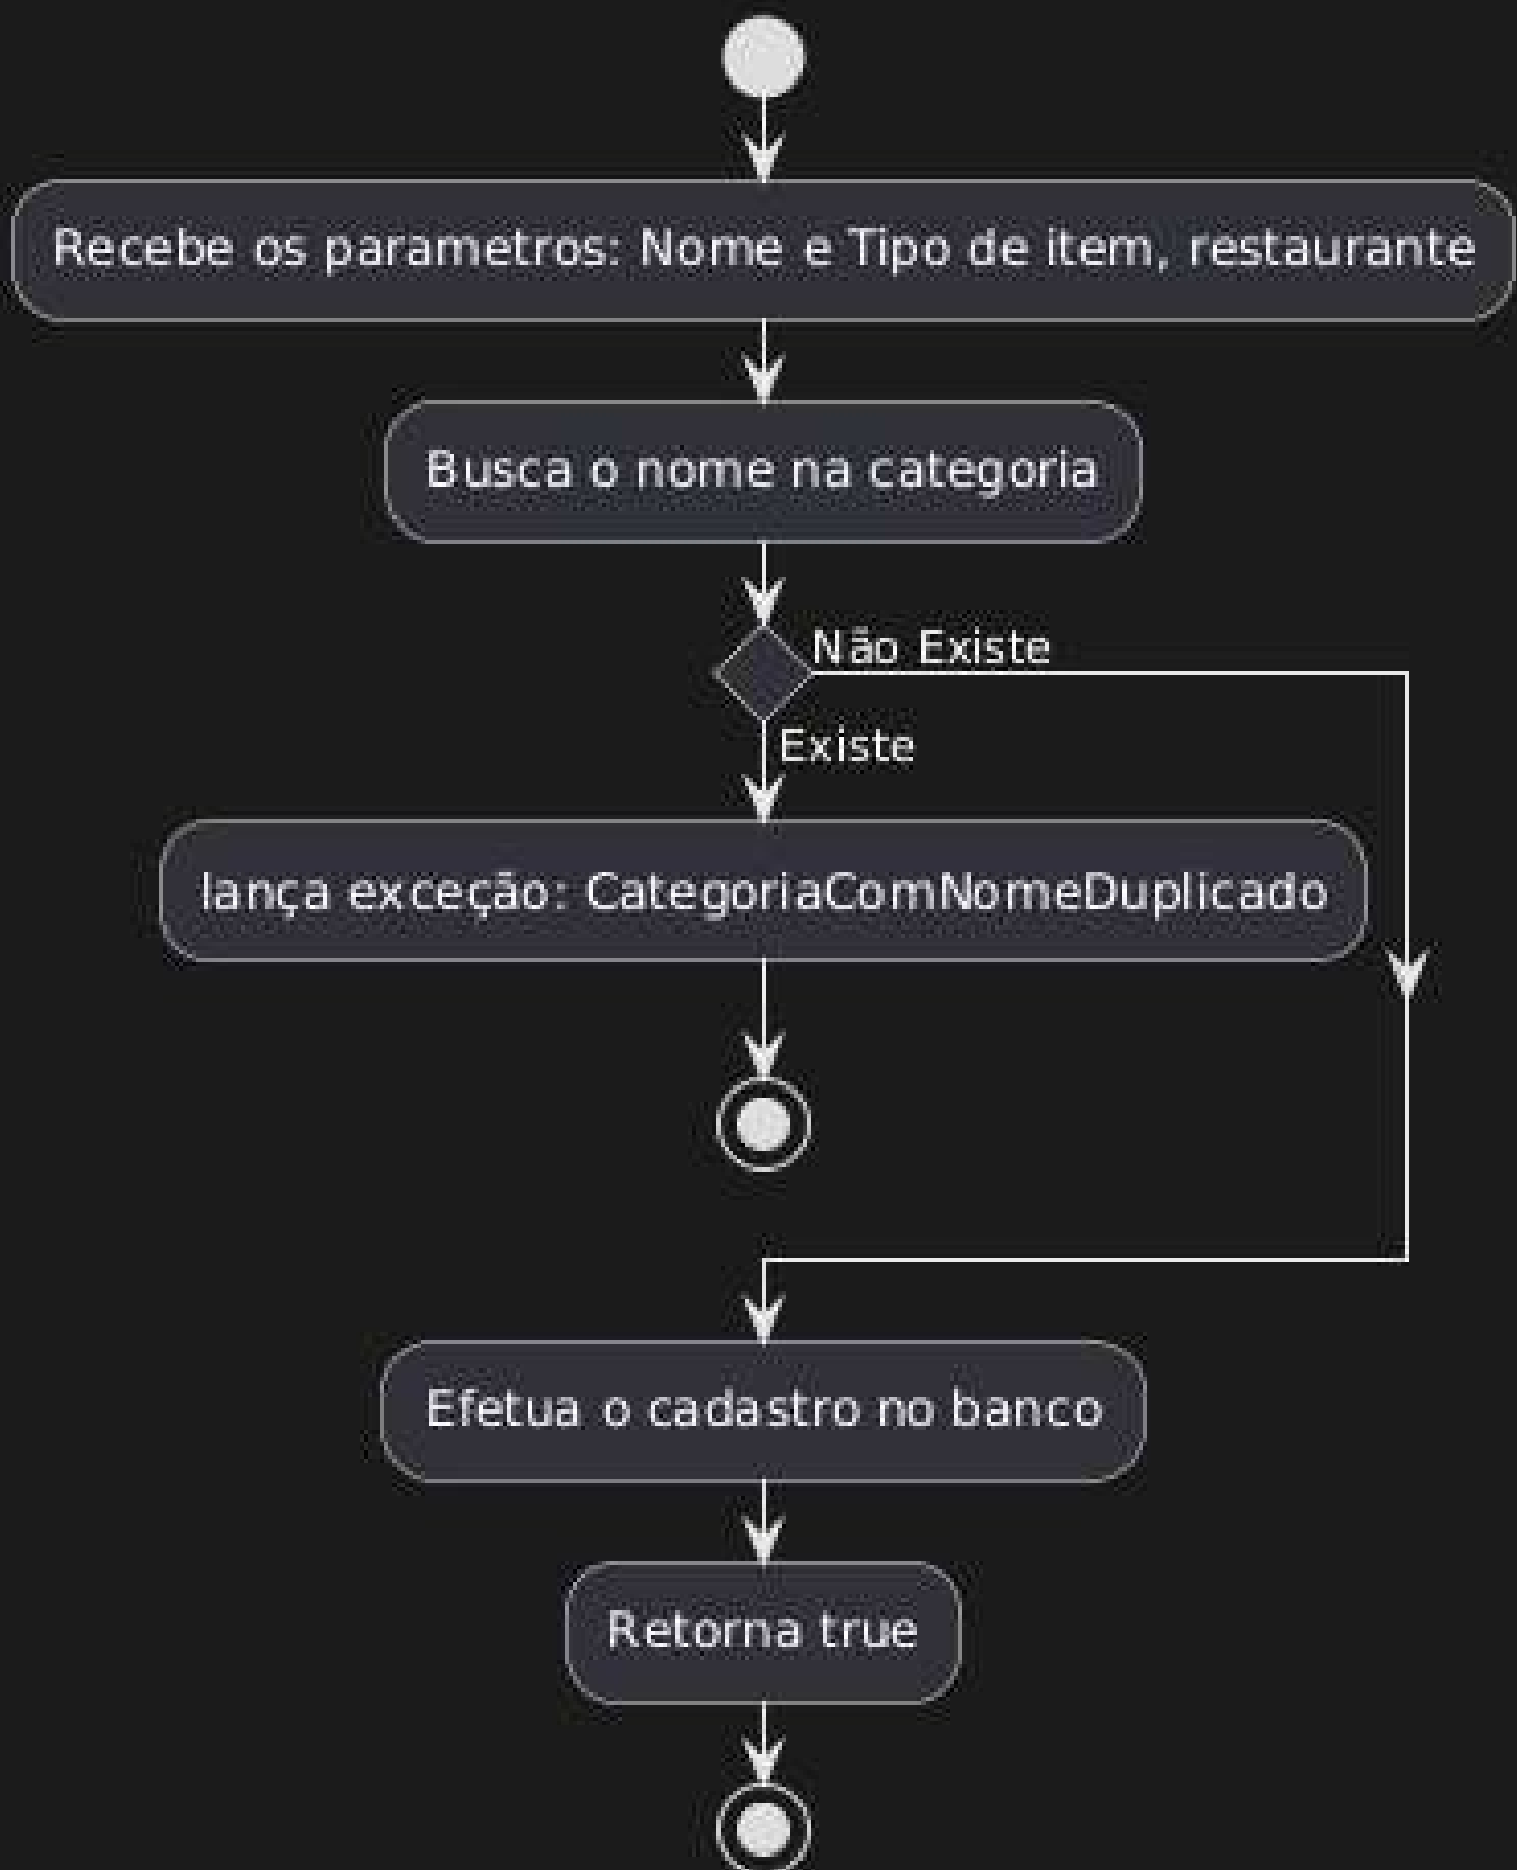 Recebe os parametros: Nome e Tipo de item, restaurante
Busca o nome na categoria
Não Existe
Existe
lança exceção: CategoriaComNomeDuplicado
Efetua o cadastro no banco
Retorna true